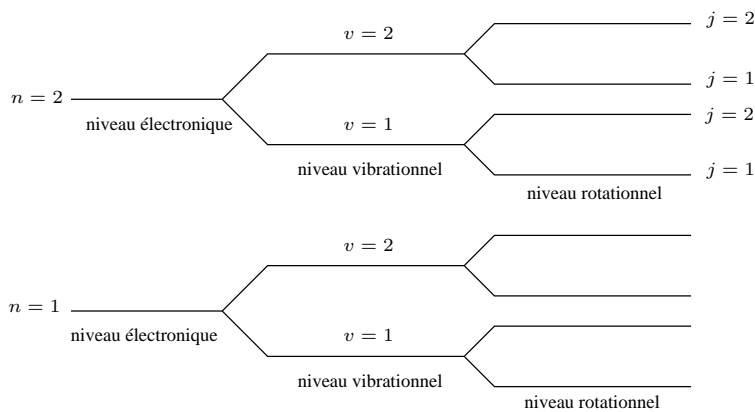 v = 2
j = 2
j = 1
n = 2
niveau électronique
v = 1
j = 2
niveau vibrationnel
j = 1
niveau rotationnel
v = 2
n = 1
niveau électronique
v = 1
niveau vibrationnel
niveau rotationnel